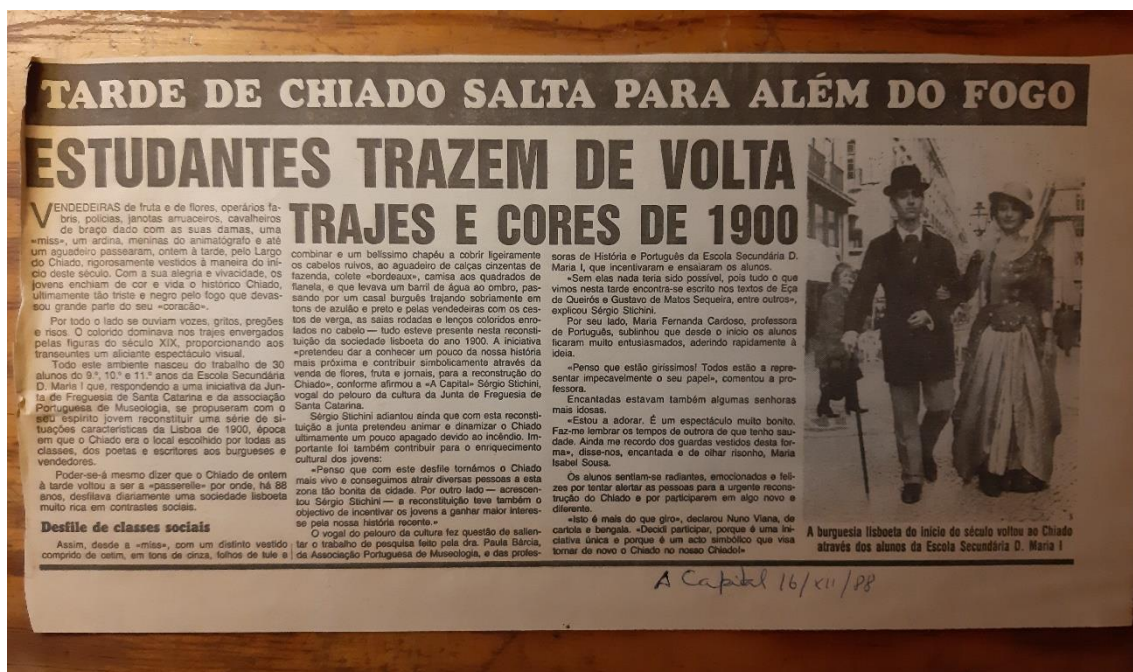 TARDE DE CHIADO SALTA PARA ALÉM DO FOGO
ESTUDANTES TRAZEM DE VOLTA
TRAJES E CORES DE 1900
VENDEDEIRAS de fruta e de flores, operários fa-
bris, polícias, janotas arruaceiros, cavalheiros
de braço dado com as suas damas, uma
«miss», um ardina, meninas do animatógrafo e até
um aguadeiro passearam, ontem à tarde, pelo Largo
do Chiado, rigorosamente vestidos à maneira do iní-
cio deste século. Com a sua alegria e vivacidade, os
jovens enchiam de cor e vida o histórico Chiado,
ultimamente tão triste e negro pelo fogo que devas-
sou grande parte do seu «coração».
Por todo o lado se ouviam vozes, gritos, pregões
e risos. O colorido dominava nos trajes envergados
pelas figuras do século XIX, proporcionando aos
transeuntes um aliciante espectáculo visual.
Todo este ambiente nasceu do trabalho de 30
alunos do 9.º, 10.º e 11.º anos da Escola Secundária
D. Maria I que, respondendo a uma iniciativa da Jun-
ta de Freguesia de Santa Catarina e da associação
Portuguesa de Museologia, se propuseram com o
seu espírito jovem reconstituir uma série de si-
tuações características da Lisboa de 1900, época
em que o Chiado era o local escolhido por todas as
classes, dos poetas e escritores aos burgueses e
vendedores.
Poder-se-á mesmo dizer que o Chiado de ontem
à tarde voltou a ser a «passerelle» por onde, há 88
anos, desfilava diariamente uma sociedade lisboeta
muito rica em contrastes sociais.
Desfile de classes sociais
Assim, desde a «miss», com um distinto vestido
comprido de cetim, em tons de cinza, folhos de tule e
combinar e um belíssimo chapéu a cobrir ligeiramente
os cabelos ruivos, ao aguadeiro de calças cinzentas de
fazenda, colete «bordeaux», camisa aos quadrados de
flanela, e que levava um barril de água ao ombro, pas-
sando por um casal burguês trajando sobriamente em
tons de azulão e preto e pelas vendedeiras com os ces-
tos de verga, as saias rodadas e lenços coloridos enro-
lados no cabelo — tudo esteve presente nesta reconsti-
tuição da sociedade lisboeta do ano 1900. A iniciativa
«pretendeu dar a conhecer um pouco da nossa história
mais próxima e contribuir simbolicamente através da
venda de flores, fruta e jornais, para a reconstrução do
Chiado», conforme afirmou a «A Capital» Sérgio Stichini,
vogal do pelouro da cultura da Junta de Freguesia de
Santa Catarina.
Sérgio Stichini adiantou ainda que com esta reconsti-
tuição a junta pretendeu animar e dinamizar o Chiado
ultimamente um pouco apagado devido ao incêndio. Im-
portante foi também contribuir para o enriquecimento
cultural dos jovens:
«Penso que com este desfile tornámos o Chiado
mais vivo e conseguimos atrair diversas pessoas a esta
zona tão bonita da cidade. Por outro lado — acrescen-
tou Sérgio Stichini — a reconstituição teve também o
objectivo de incentivar os jovens a ganhar maior interes-
se pela nossa história recente.»
O vogal do pelouro da cultura fez questão de salien-
tar o trabalho de pesquisa feito pela dra. Paula Bárcia,
da Associação Portuguesa de Museologia, e das profes-
soras de História e Português da Escola Secundária D.
Maria I, que incentivaram e ensaiaram os alunos.
«Sem elas nada teria sido possível, pois tudo o que
vimos nesta tarde encontra-se escrito nos textos de Eça
de Queirós e Gustavo de Matos Sequeira, entre outros»,
explicou Sérgio Stichini.
Por seu lado, Maria Fernanda Cardoso, professora
de Português, sublinhou que desde o início os alunos
ficaram muito entusiasmados, aderindo rapidamente à
ideia.
«Penso que estão giríssimos! Todos estão a repre-
sentar impecavelmente o seu papel», comentou a pro-
fessora.
Encantadas estavam também algumas senhoras
mais idosas.
«Estou a adorar. É um espectáculo muito bonito.
Faz-me lembrar os tempos de outrora de que tenho sau-
dade. Ainda me recordo dos guardas vestidos desta for-
ma», disse-nos, encantada e de olhar risonho, Maria
Isabel Sousa.
Os alunos sentiam-se radiantes, emocionados e feli-
zes por tentar alertar as pessoas para a urgente recons-
trução do Chiado e por participarem em algo novo e
diferente.
«Isto é mais do que giro», declarou Nuno Viana, de
cartola e bengala. «Decidi participar, porque é uma ini-
ciativa única e porque é um acto simbólico que visa
tornar de novo o Chiado no nosso Chiado!»
A burguesia lisboeta do início do século voltou ao Chiado
através dos alunos da Escola Secundária D. Maria I
A Capital 16/XII/88